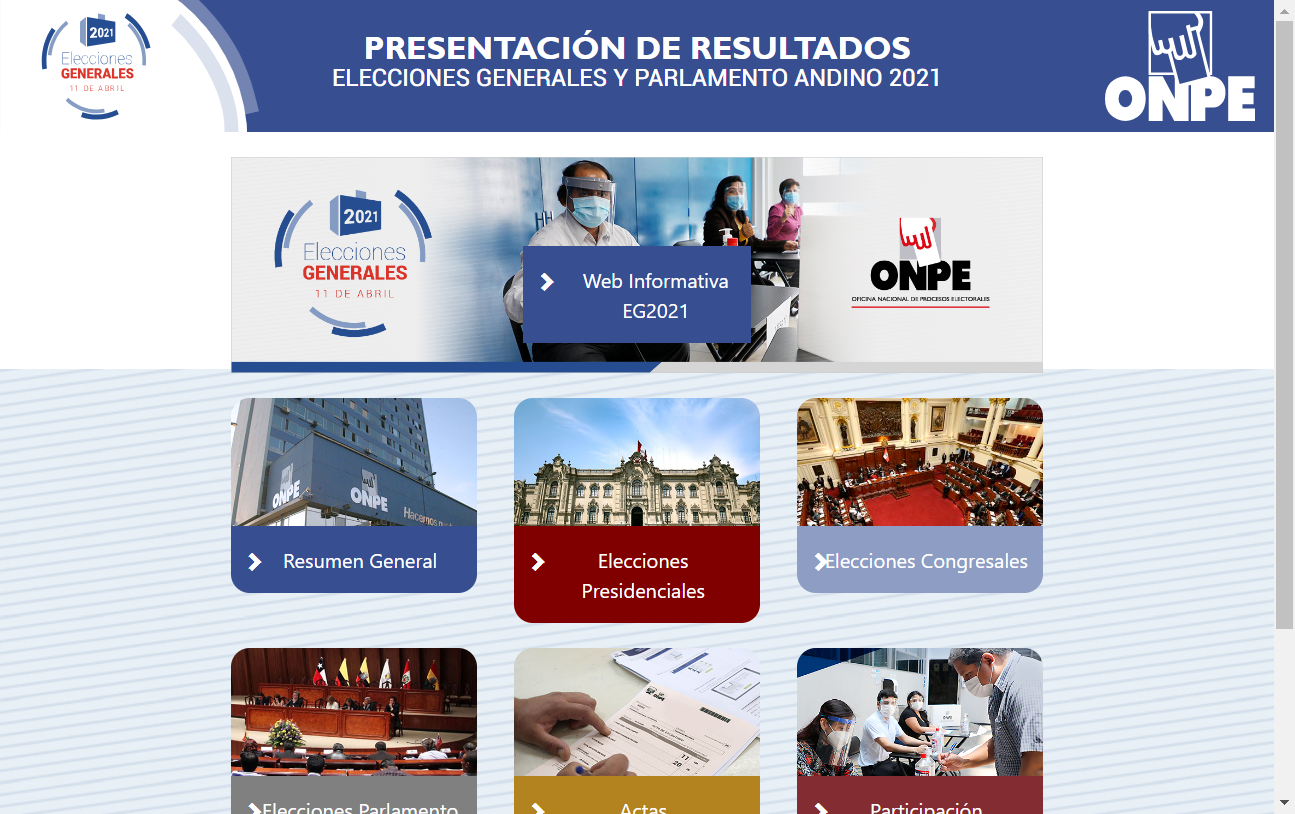 2021
Elecciones
GENERALES
11 DE ABRIL
PRESENTACIÓN DE RESULTADOS
ELECCIONES GENERALES Y PARLAMENTO ANDINO 2021
ONPE
2021
Elecciones
GENERALES
11 DE ABRIL
Web Informativa
EG2021
ONPE
OFICINA NACIONAL DE PROCESOS ELECTORALES
ONPE
ONPE
Resumen General
Elecciones
Presidenciales
Elecciones Congresales
ONPE
ONPE
Elecciones Parlamento
Actas
Participación